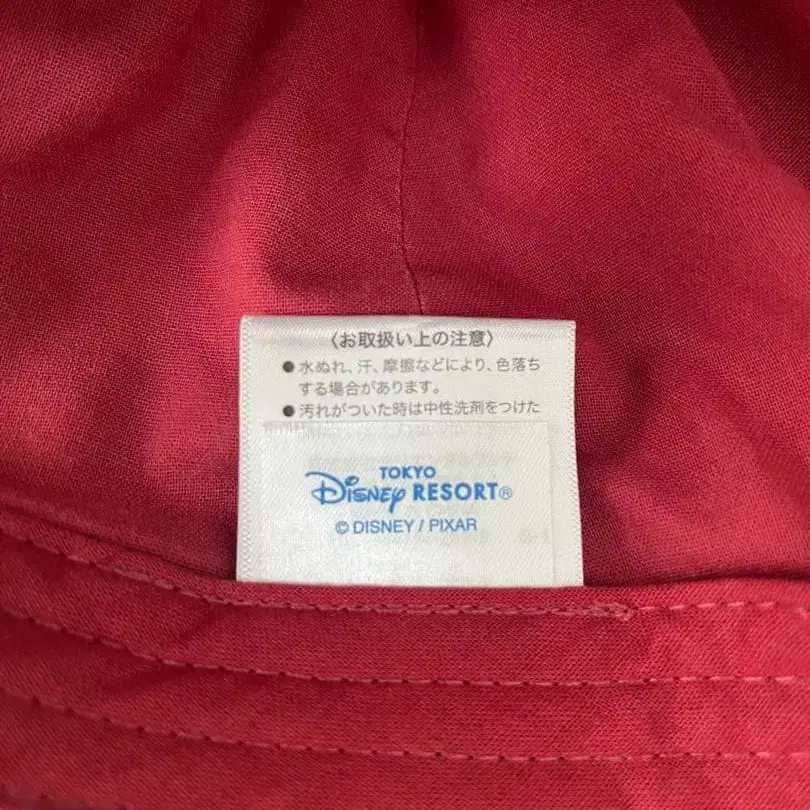 〈お取扱い上の注意〉
●水ぬれ、汗、摩擦などにより、色落ち
する場合があります。
●汚れがついた時は中性洗剤をつけた
TOKYO
Disney RESORT®
© DISNEY / PIXAR